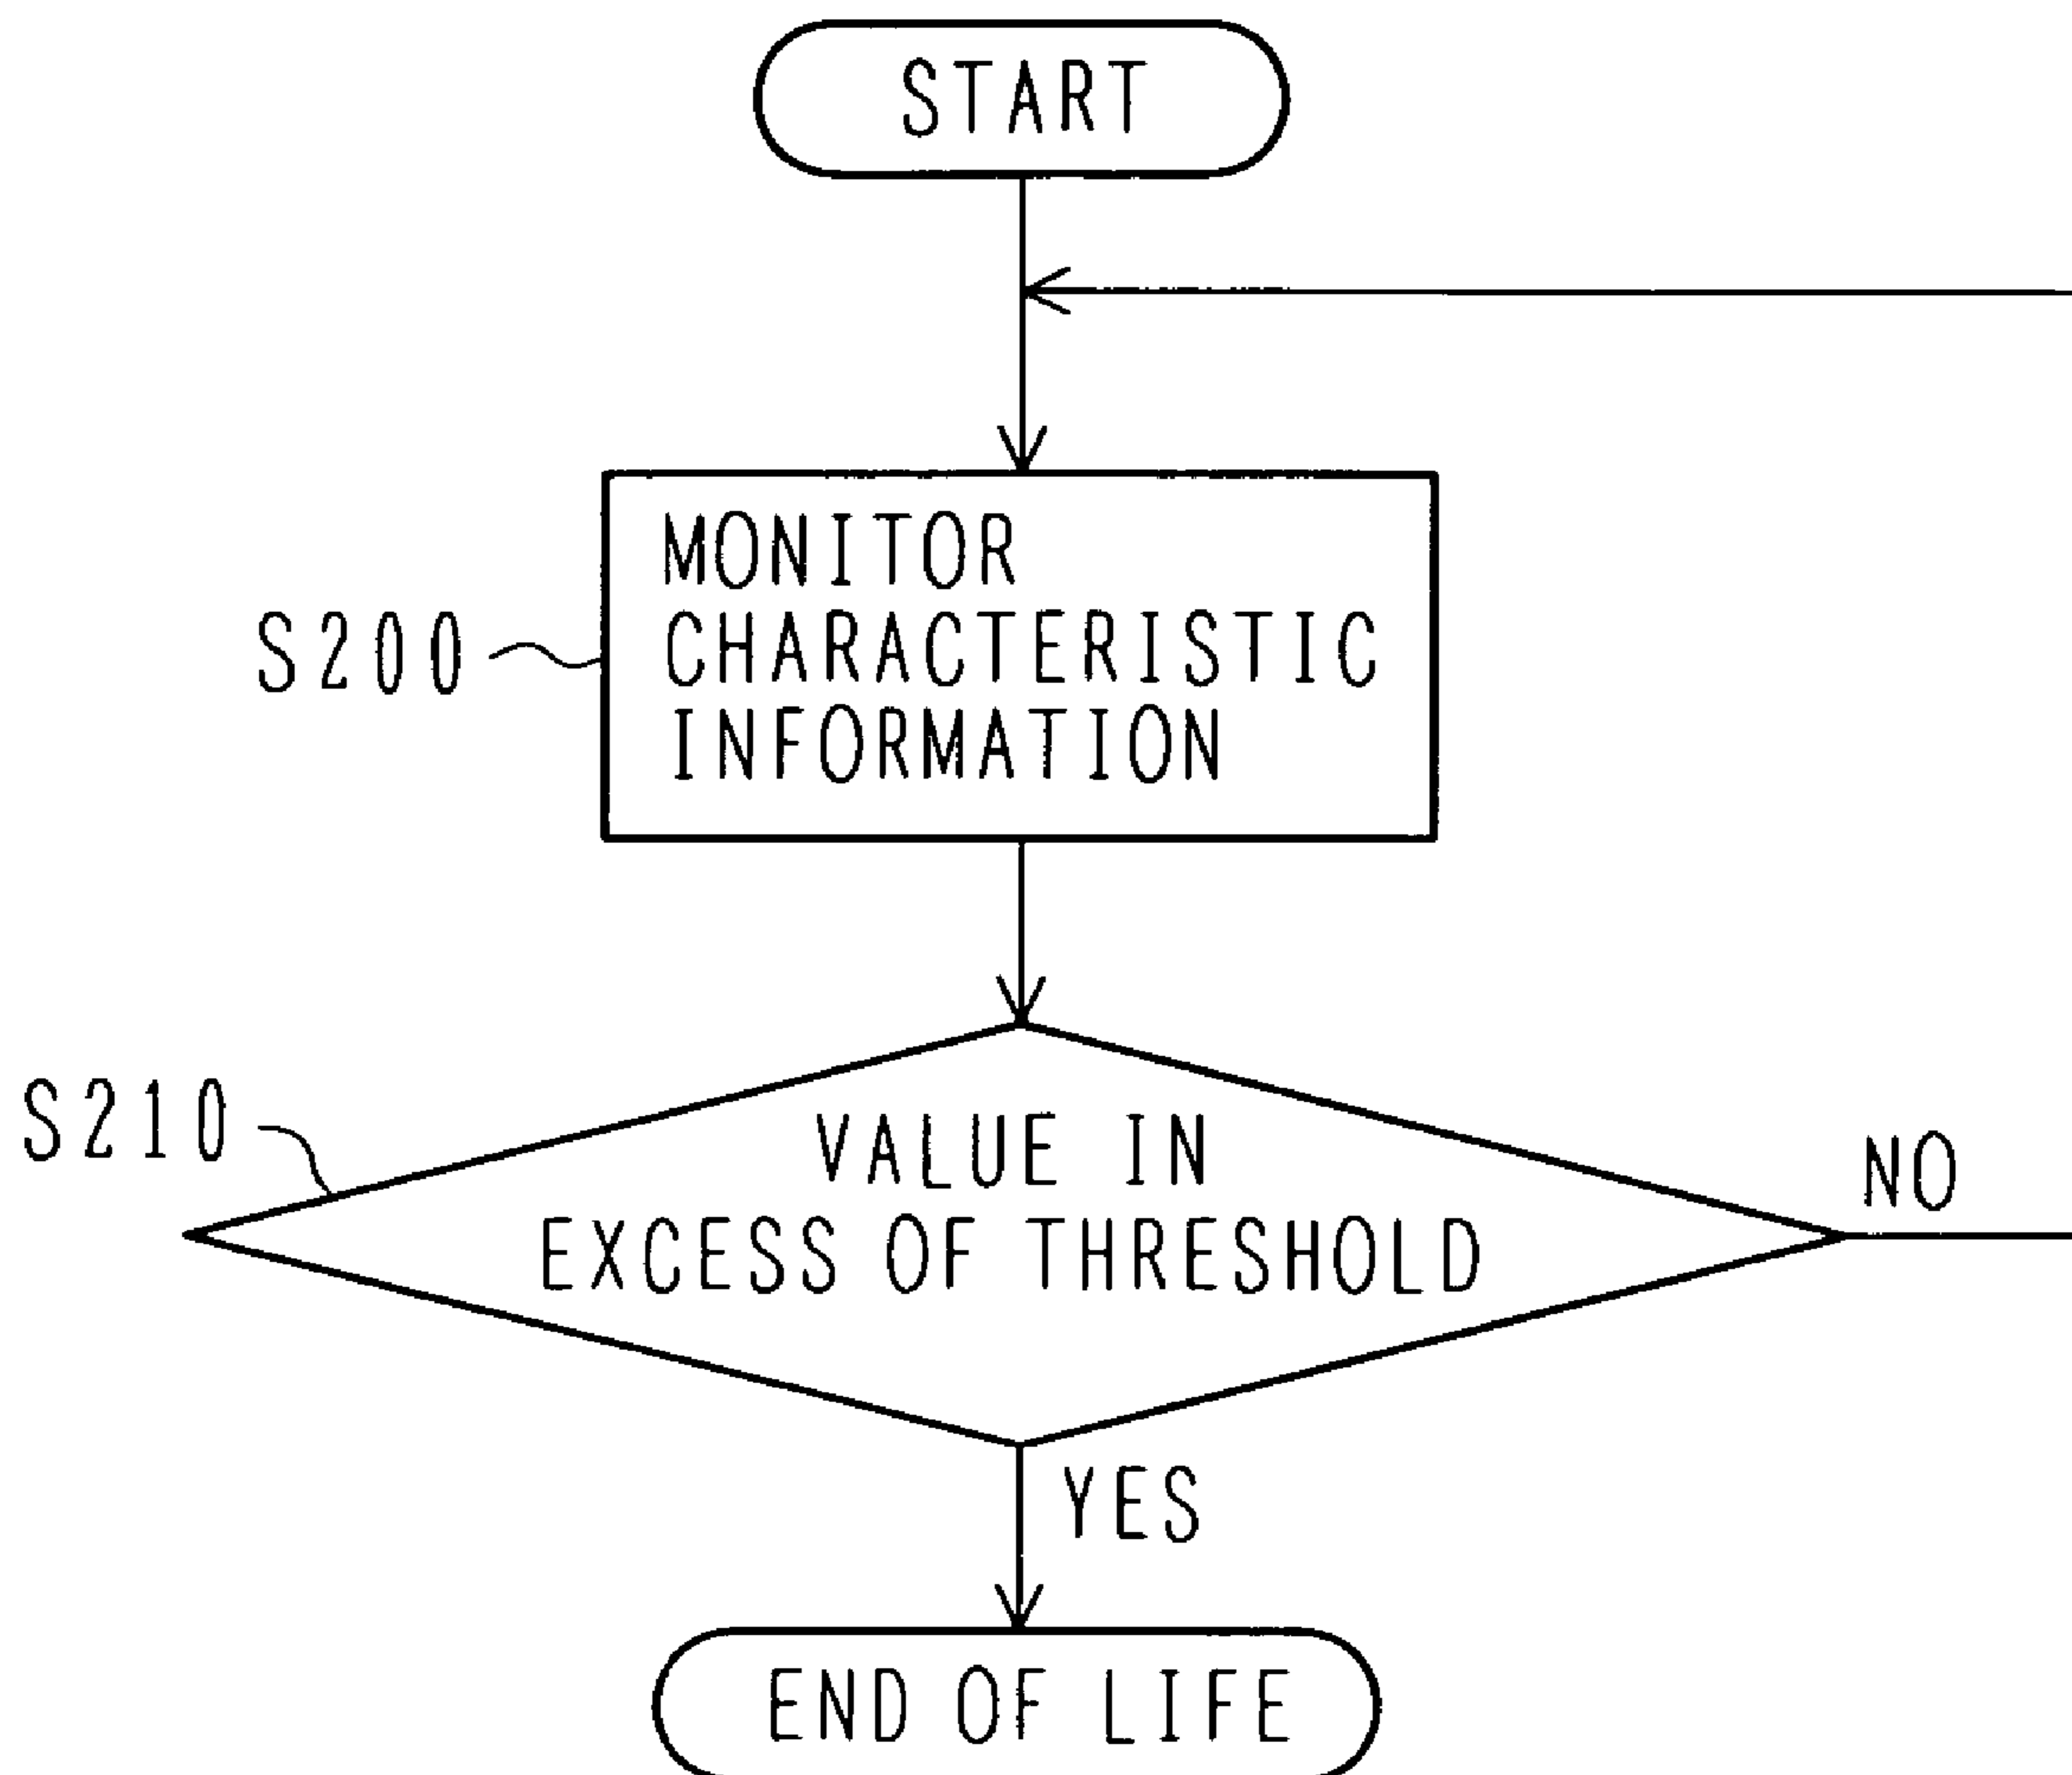 START
MONITOR
CHARACTERISTIC
INFORMATION
S200
S210
VALUE IN
EXCESS OF THRESHOLD
NO
YES
END OF LIFE